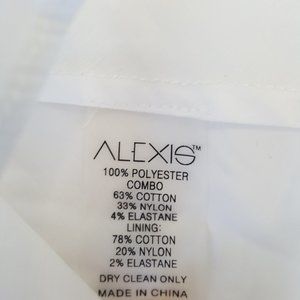 ALEXIS™
100% POLYESTER
COMBO
63% COTTON
33% NYLON
4% ELASTANE
LINING:
78% COTTON
20% NYLON
2% ELASTANE
DRY CLEAN ONLY
MADE IN CHINA